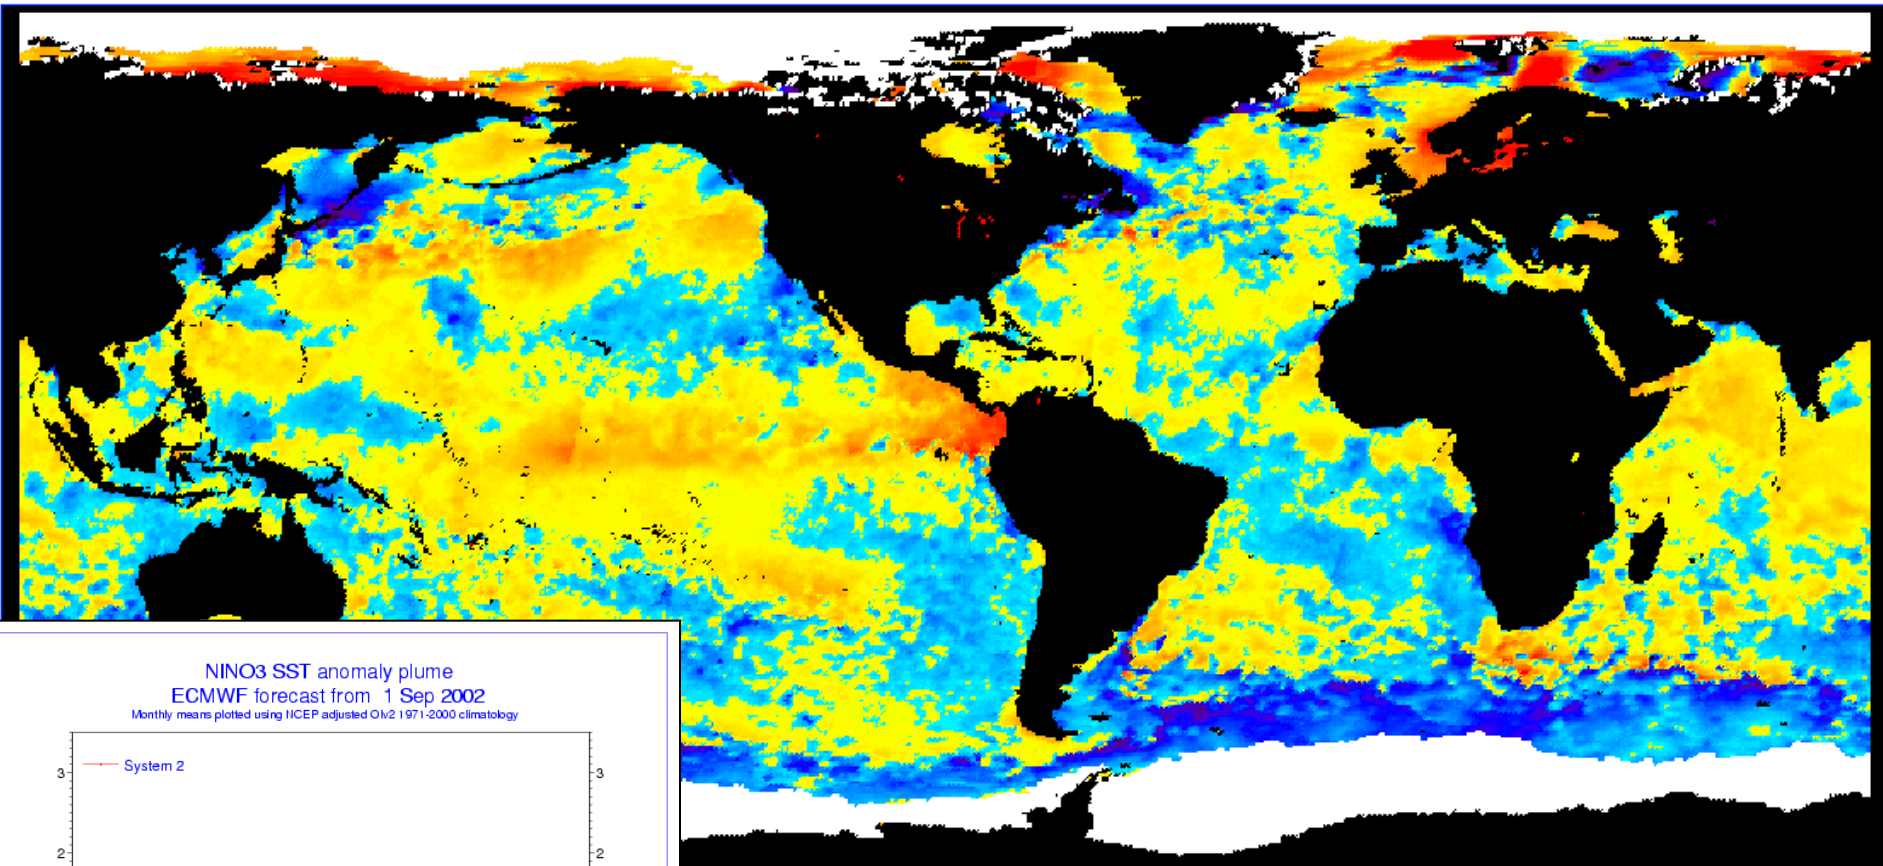 NINO3 SST anomaly plume
ECMWF forecast from 1 Sep 2002
Monthly means plotted using NCEP adjusted OIv2 1971-2000 climatology
System 2
3
3
2
2